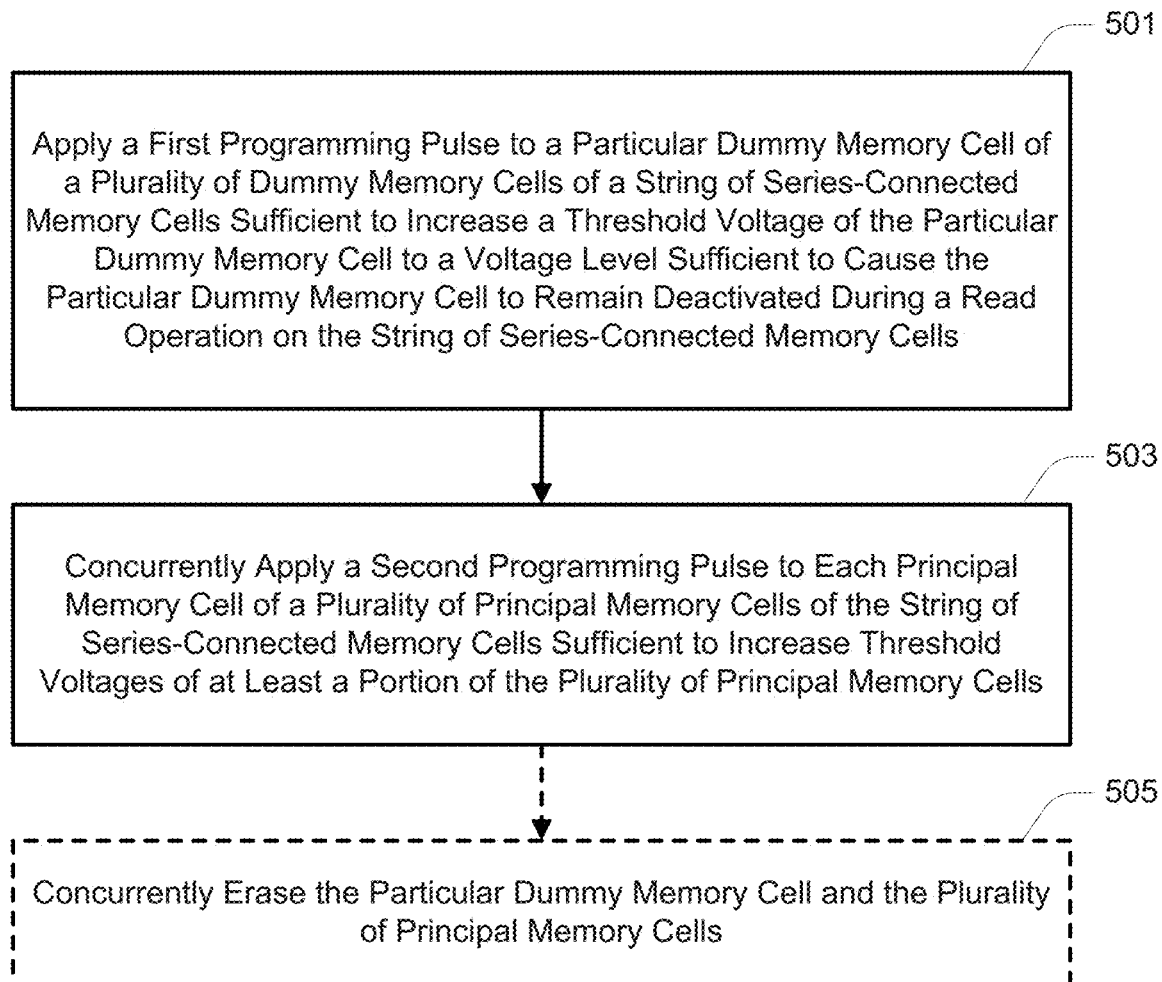 501
Apply a First Programming Pulse to a Particular Dummy Memory Cell of
a Plurality of Dummy Memory Cells of a String of Series-Connected
Memory Cells Sufficient to Increase a Threshold Voltage of the Particular
Dummy Memory Cell to a Voltage Level Sufficient to Cause the
Particular Dummy Memory Cell to Remain Deactivated During a Read
Operation on the String of Series-Connected Memory Cells
503
Concurrently Apply a Second Programming Pulse to Each Principal
Memory Cell of a Plurality of Principal Memory Cells of the String of
Series-Connected Memory Cells Sufficient to Increase Threshold
Voltages of at Least a Portion of the Plurality of Principal Memory Cells
505
Concurrently Erase the Particular Dummy Memory Cell and the Plurality
of Principal Memory Cells